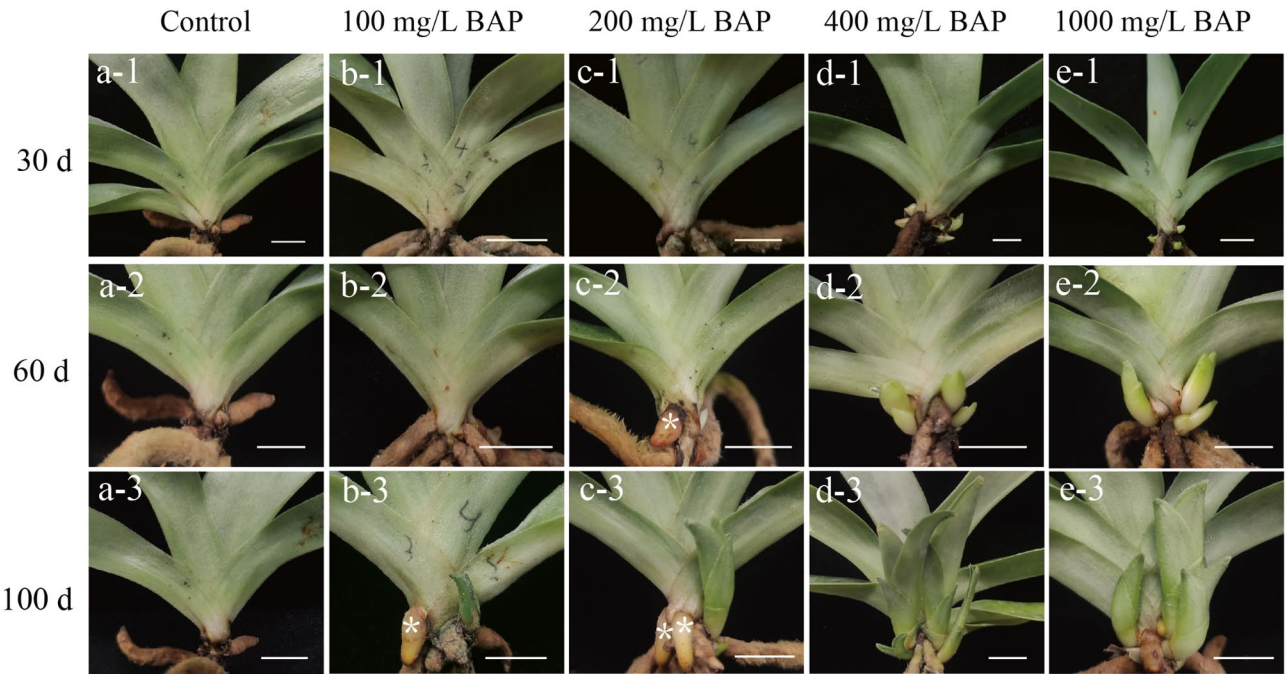 Control 100 mg/L BAP 200 mg/L BAP 400 mg/L BAP 1000 mg/L BAP
a-1 b-1 c-1 d-1 e-1
30 d
a-2 b-2 c-2 d-2 e-2
60 d
*
a-3 b-3 c-3 d-3 e-3
100 d
* * *